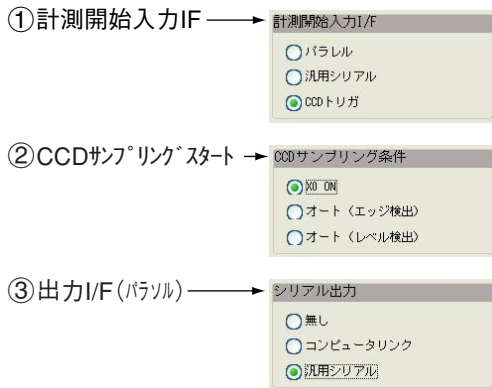 ①計測開始入力IF
計測開始入力I/F
パラレル
汎用シリアル
CCDトリガ
②CCDｻﾝﾌﾟﾘﾝｸﾞｽﾀｰﾄ
CCDサンプリング条件
X0 ON
オート（エッジ検出）
オート（レベル検出）
③出力I/F(ﾊﾟﾗｿﾙ)
シリアル出力
無し
コンピュータリンク
汎用シリアル